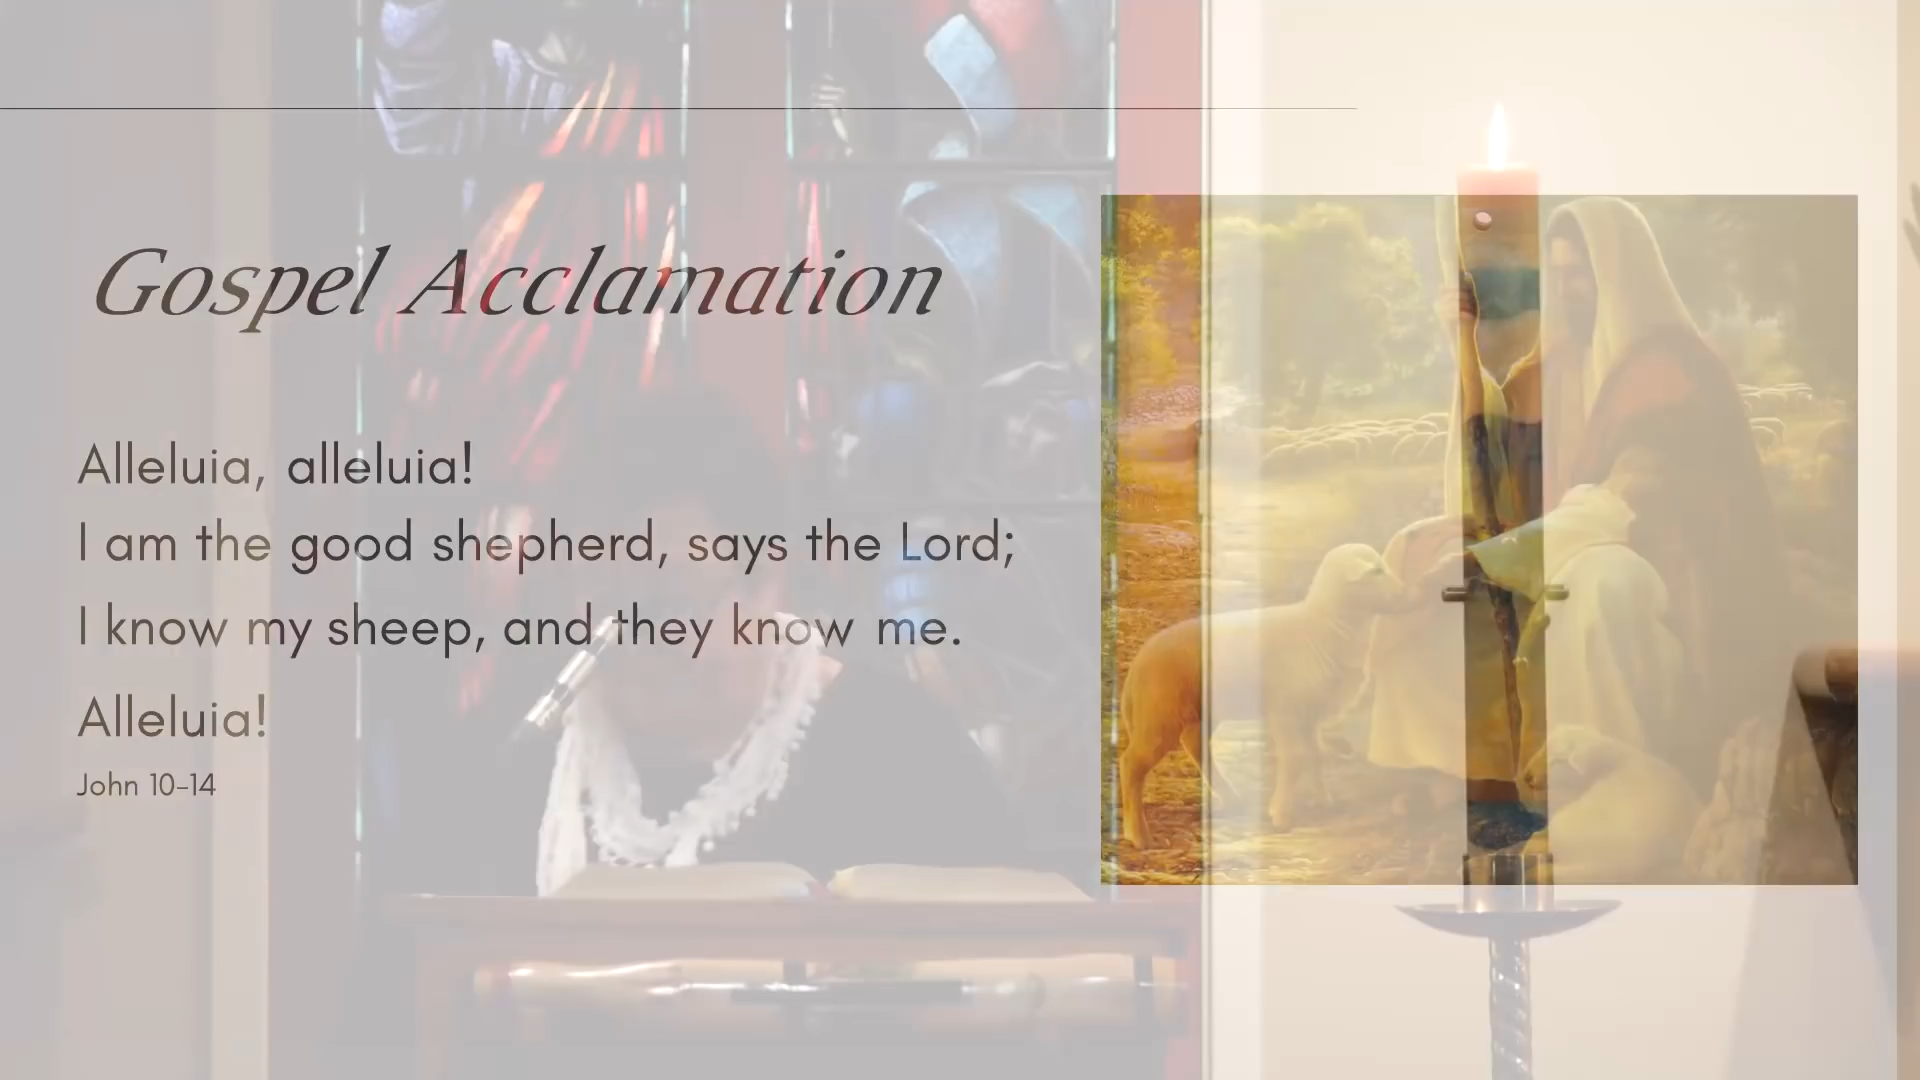 Gospel Acclamation
Alleluia, alleluia!
I am the good shepherd, says the Lord;
I know my sheep, and they know me.
Alleluia!
John 10-14